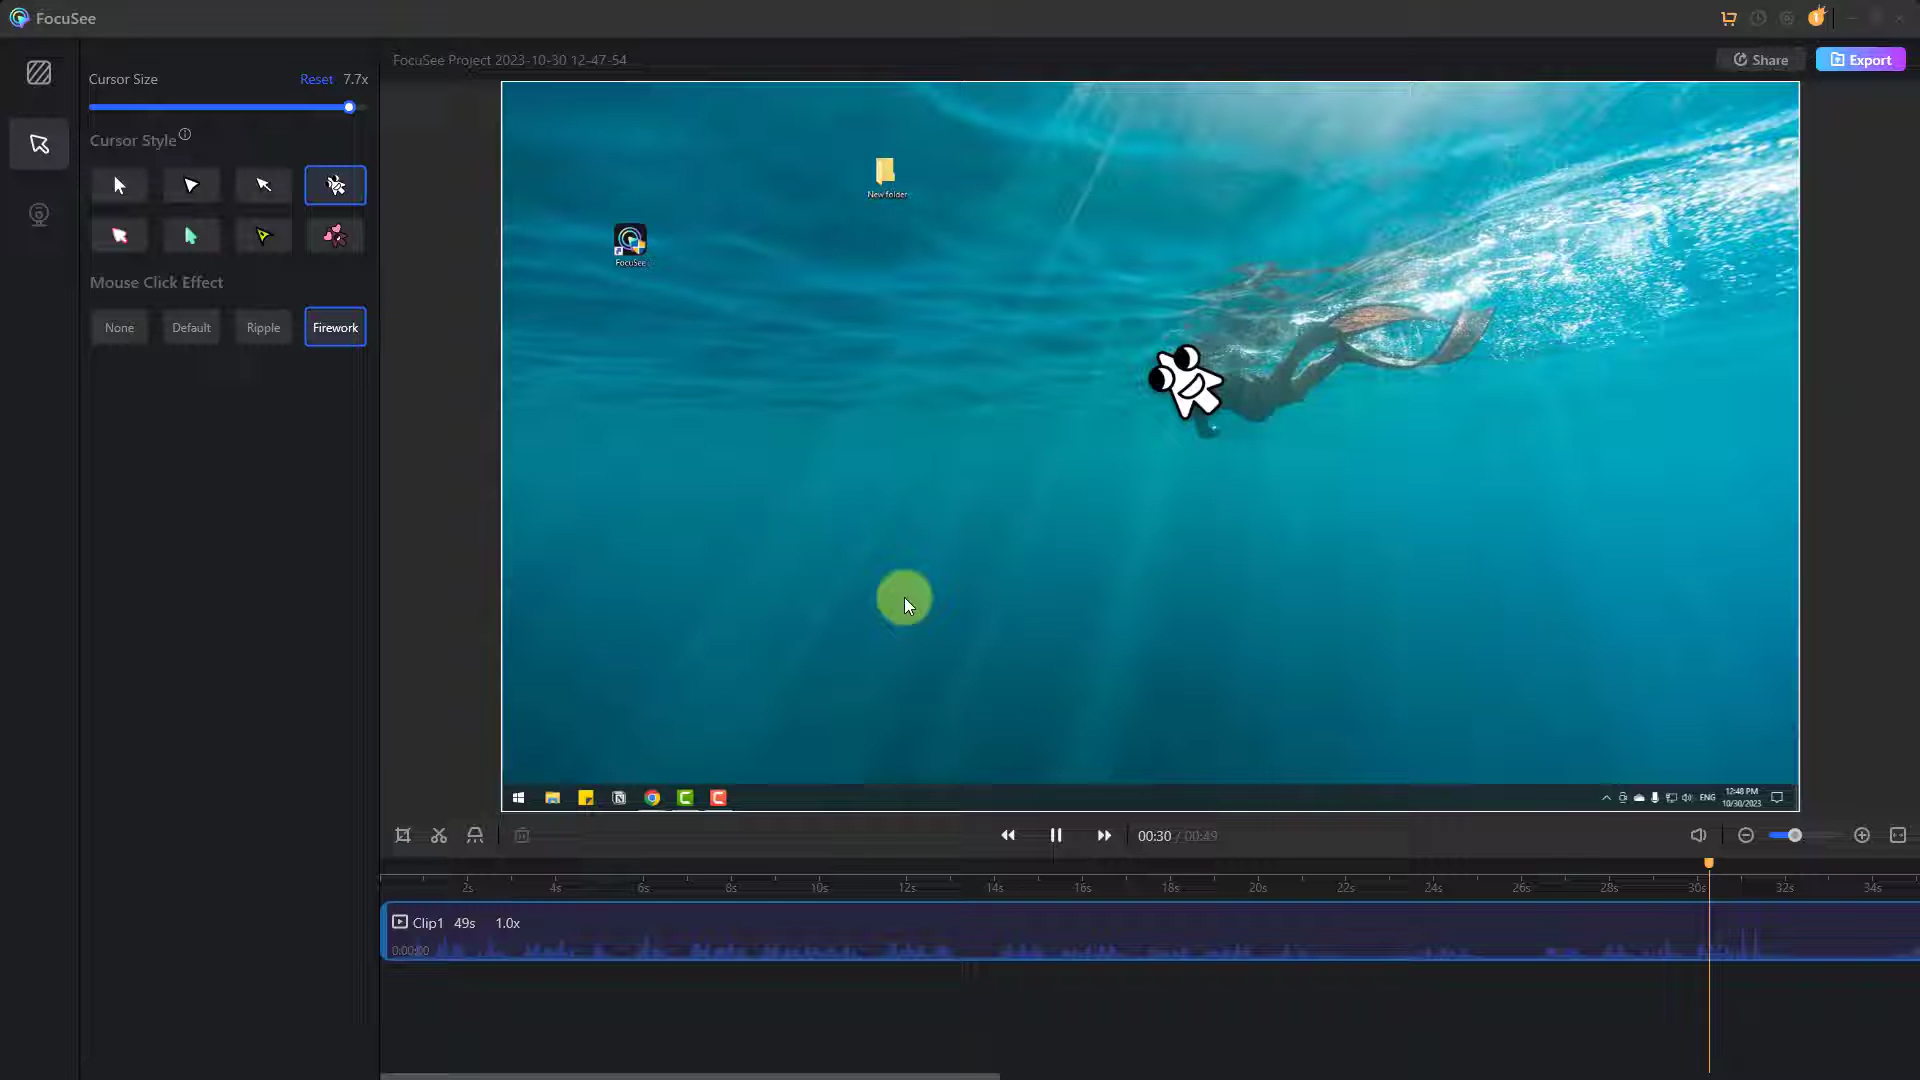 FocuSee
Cursor Size
Reset 7.7x
FocuSee Project 2023-10-30 12-47-54
Share
Export
Cursor Style
New folder
FocuSee
Mouse Click Effect
None
Default
Ripple
Firework
ENG
12:48 PM
10/30/2023
00:30 / 00:49
2s
4s
6s
8s
10s
12s
14s
16s
18s
20s
22s
24s
26s
28s
30s
32s
34s
Clip1 49s 1.0x
0:00:00